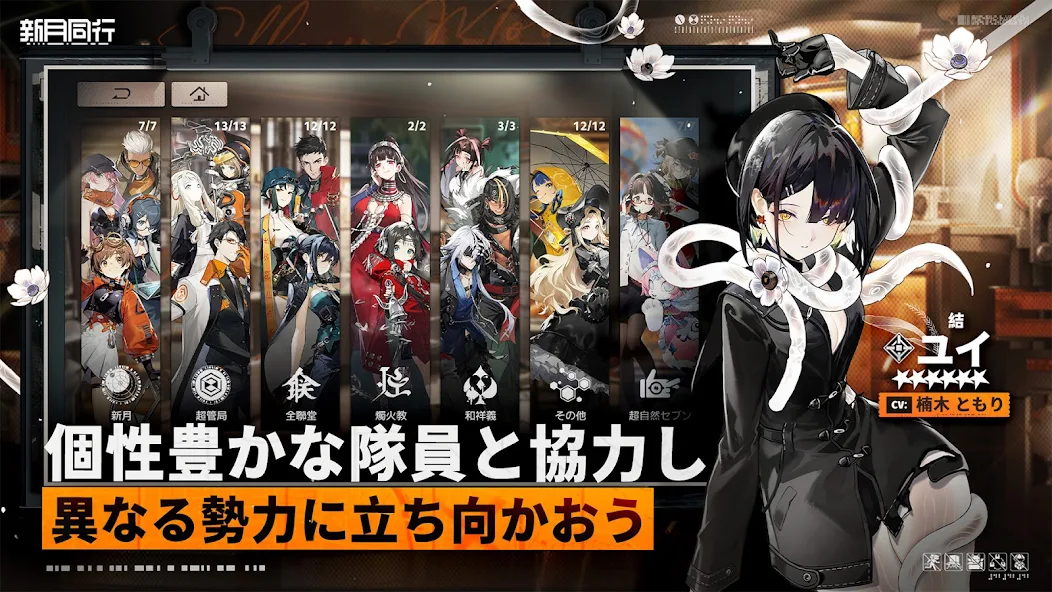 新月同行
7/7
13/13
12/12
2/2
3/3
12/12
新月
超管局
全聯堂
燭火教
和祥義
その他
超自然セブン
結
ユイ
CV: 楠木 ともり
個性豊かな隊員と協力し
異なる勢力に立ち向かおう